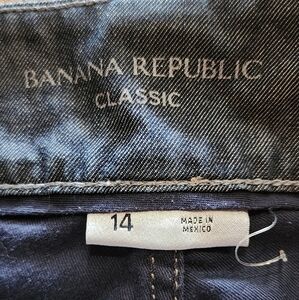 BANANA REPUBLIC
CLASSIC
14
MADE IN
MEXICO